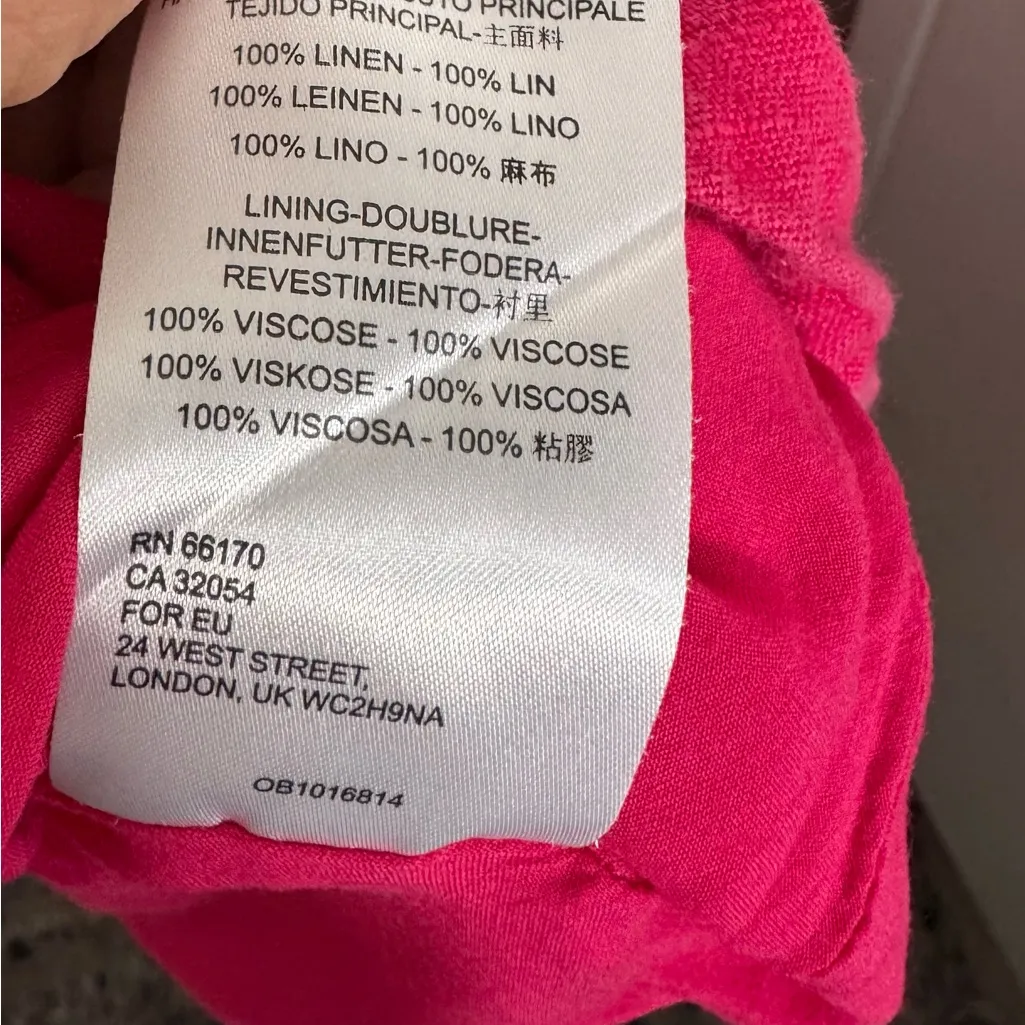 PRINCIPALE
TEJIDO PRINCIPAL-主面料
100% LINEN - 100% LIN
100% LEINEN - 100% LINO
100% LINO - 100% 麻布
LINING-DOUBLURE-
INNENFUTTER-FODERA-
REVESTIMIENTO-衬里
100% VISCOSE - 100% VISCOSE
100% VISKOSE - 100% VISCOSA
100% VISCOSA - 100% 粘膠
RN 66170
CA 32054
FOR EU
24 WEST STREET,
LONDON, UK WC2H9NA
OB1016814